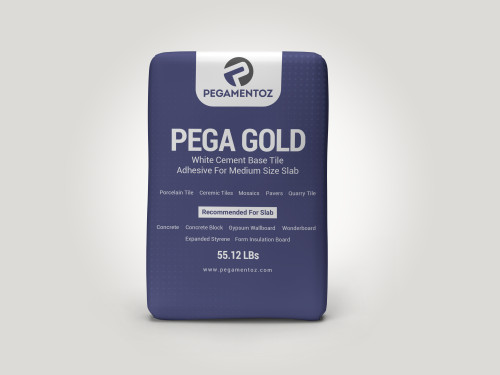 PEGAMENTOZ
PEGA GOLD
White Cement Base Tile
Adhesive For Medium Size Slab
Porcelain Tile Ceremic Tiles Mosaics Pavers Quarry Tile
Recommended For Slab
Concrete Concrete Block Gypsum Wallboard Wonderboard
Expanded Styrene Form Insulation Board
55.12 LBs
www.pegamentoz.com